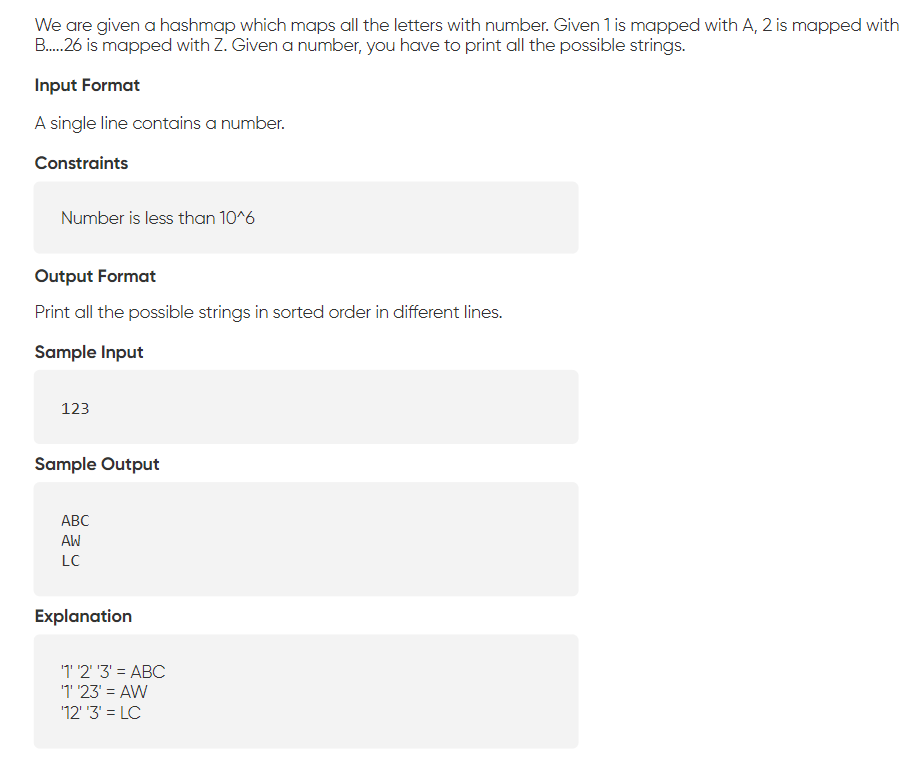 We are given a hashmap which maps all the letters with number. Given 1 is mapped with A, 2 is mapped with
B.....26 is mapped with Z. Given a number, you have to print all the possible strings.
Input Format
A single line contains a number.
Constraints
Number is less than 10^6
Output Format
Print all the possible strings in sorted order in different lines.
Sample Input
123
Sample Output
ABC
AW
LC
Explanation
'1' '2' '3' = ABC
'1' '23' = AW
'12' '3' = LC